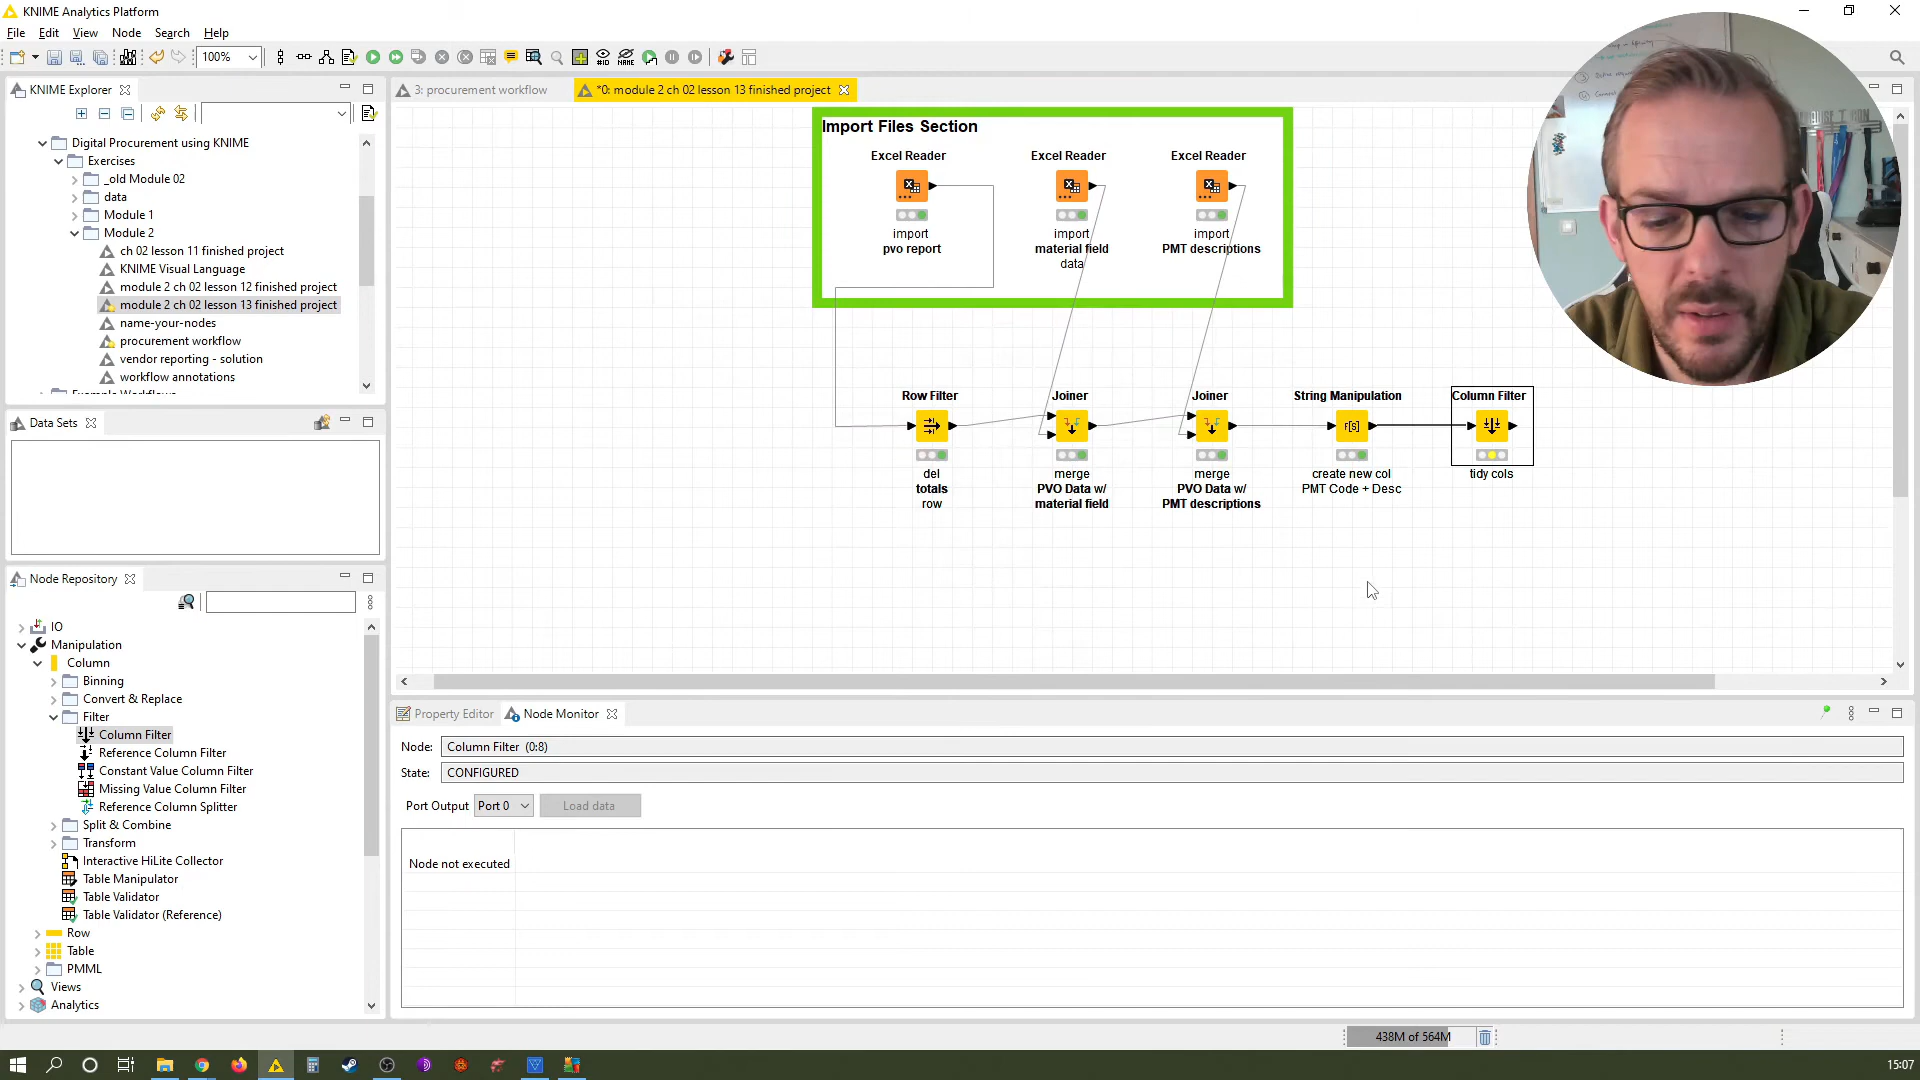 KNIME Analytics Platform
File Edit View Node Search Help
100%
KNIME Explorer
3: procurement workflow
*0: module 2 ch 02 lesson 13 finished project
Digital Procurement using KNIME
Exercises
_old Module 02
data
Module 1
Module 2
ch 02 lesson 11 finished project
KNIME Visual Language
module 2 ch 02 lesson 12 finished project
module 2 ch 02 lesson 13 finished project
name-your-nodes
procurement workflow
vendor reporting - solution
workflow annotations
Data Sets
Node Repository
IO
Manipulation
Column
Binning
Convert & Replace
Filter
Column Filter
Reference Column Filter
Constant Value Column Filter
Missing Value Column Filter
Reference Column Splitter
Split & Combine
Transform
Interactive HiLite Collector
Table Manipulator
Table Validator
Table Validator (Reference)
Row
Table
PMML
Views
Analytics
Import Files Section
Excel Reader
import
pvo report
Excel Reader
import
material field
data
Excel Reader
import
PMT descriptions
Row Filter
del
totals
row
Joiner
merge
PVO Data w/
material field
Joiner
merge
PVO Data w/
PMT descriptions
String Manipulation
create new col
PMT Code + Desc
Column Filter
tidy cols
Property Editor
Node Monitor
Node: Column Filter (0:8)
State: CONFIGURED
Port Output Port 0 Load data
Node not executed
438M of 564M
15:07